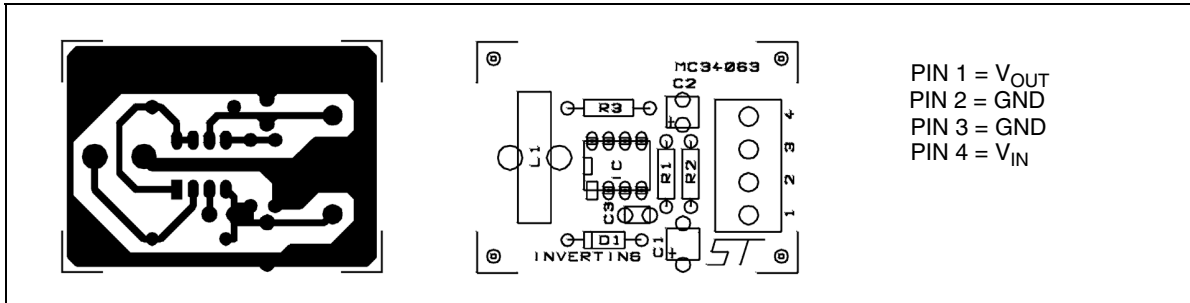 MC34063
C2
R3
+
4
3
2
1
L1
IC
R1
R2
C3
D1
C1
+
INVERTING
ST
PIN 1 = VOUT
PIN 2 = GND
PIN 3 = GND
PIN 4 = VIN